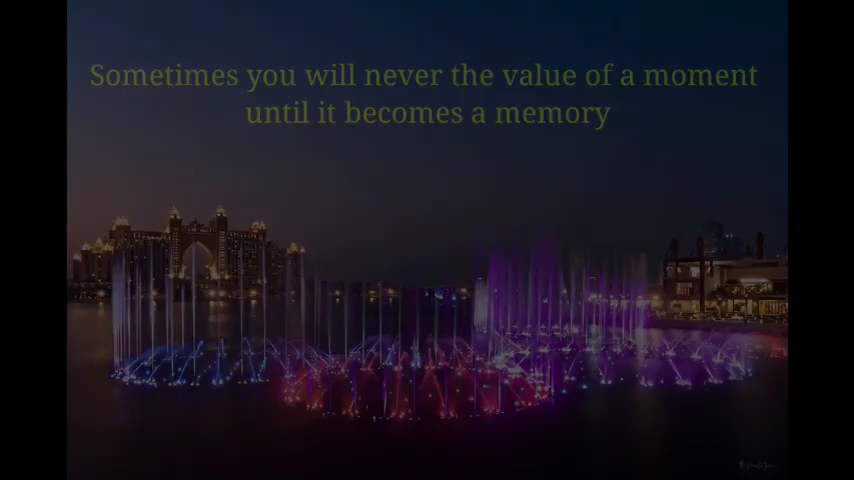 Sometimes you will never the value of a moment
until it becomes a memory